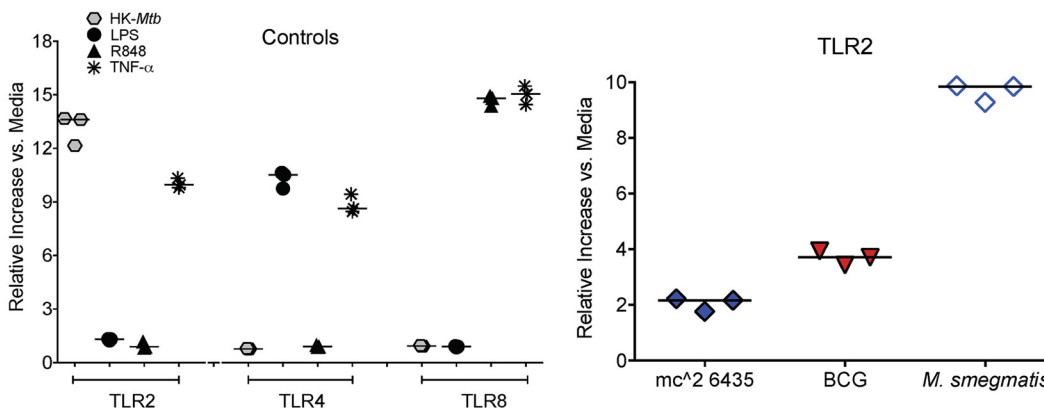 HK-Mtb
LPS
R848
TNF-α
Controls
Relative Increase vs. Media
18
15
12
9
6
3
0
TLR2
TLR4
TLR8
TLR2
Relative Increase vs. Media
10
8
6
4
2
0
mc^2 6435
BCG
M. smegmatis